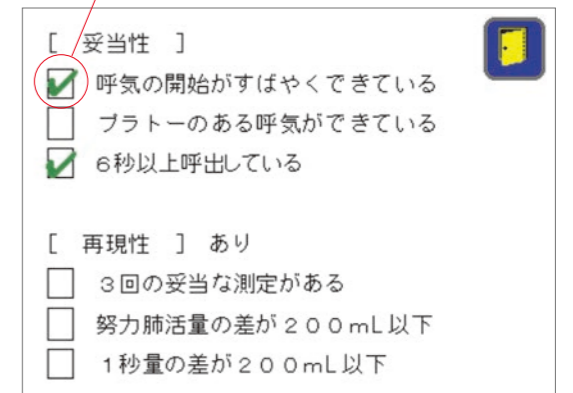 [ 妥当性 ]
呼気の開始がすばやくできている
プラトーのある呼気ができている
6秒以上呼出している
[ 再現性 ] あり
3回の妥当な測定がある
努力肺活量の差が200mL以下
1秒量の差が200mL以下